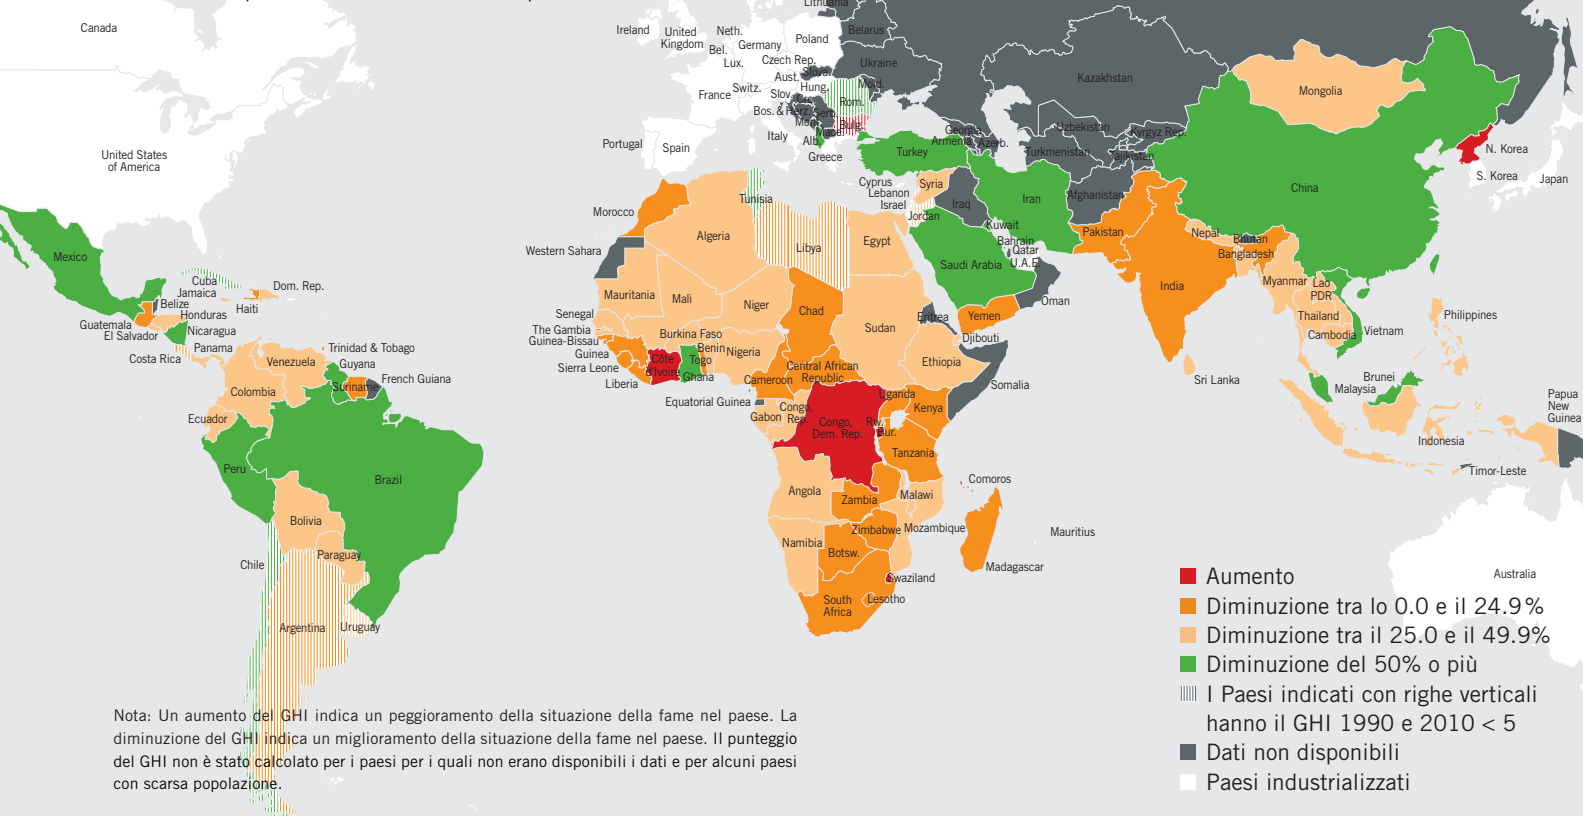 Lithuania
Canada
Ireland
United
Kingdom
Neth.
Bel.
Lux.
Germany
Poland
Belarus
Czech Rep.
Ukraine
Aust.
Slova.
Hung.
Mold.
France
Switz.
Slov.
Cro.
Rom.
Bos. & Herz.
Serb.
Mont.
Bulg.
Mace.
Italy
Alb.
Greece
Portugal
Spain
Kazakhstan
Mongolia
Georgia
Armenia
Azerb.
Uzbekistan
Kyrgyz Rep.
Turkmenistan
Tajikistan
Turkey
N. Korea
S. Korea
Japan
United States
of America
Cyprus
Lebanon
Israel
Syria
Iraq
Iran
Afghanistan
China
Tunisia
Morocco
Jordan
Kuwait
Bahrain
Qatar
U.A.E.
Pakistan
Nepal
Bhutan
Bangladesh
Algeria
Libya
Egypt
Western Sahara
Saudi Arabia
Mexico
Cuba
Jamaica
Dom. Rep.
Haiti
Belize
Honduras
Guatemala
El Salvador
Nicaragua
Costa Rica
Panama
Trinidad & Tobago
Guyana
Suriname
French Guiana
Venezuela
Colombia
Ecuador
Mauritania
Mali
Niger
Chad
Sudan
Eritrea
Yemen
Oman
India
Myanmar
Lao
PDR
Thailand
Cambodia
Vietnam
Philippines
Senegal
The Gambia
Guinea-Bissau
Guinea
Sierra Leone
Liberia
Burkina Faso
Côte
d'Ivoire
Benin
Togo
Ghana
Nigeria
Djibouti
Ethiopia
Somalia
Cameroon
Central African
Republic
Equatorial Guinea
Gabon
Congo,
Rep.
Congo,
Dem. Rep.
Uganda
Kenya
Rw.
Bur.
Tanzania
Sri Lanka
Brunei
Malaysia
Indonesia
Papua
New
Guinea
Timor-Leste
Peru
Brazil
Bolivia
Paraguay
Chile
Argentina
Uruguay
Angola
Zambia
Malawi
Comoros
Zimbabwe
Mozambique
Namibia
Botsw.
Mauritius
Madagascar
Swaziland
South
Africa
Lesotho
Australia
Aumento
Diminuzione tra lo 0.0 e il 24.9%
Diminuzione tra il 25.0 e il 49.9%
Diminuzione del 50% o più
I Paesi indicati con righe verticali
hanno il GHI 1990 e 2010 < 5
Dati non disponibili
Paesi industrializzati
Nota: Un aumento del GHI indica un peggioramento della situazione della fame nel paese. La
diminuzione del GHI indica un miglioramento della situazione della fame nel paese. Il punteggio
del GHI non è stato calcolato per i paesi per i quali non erano disponibili i dati e per alcuni paesi
con scarsa popolazione.